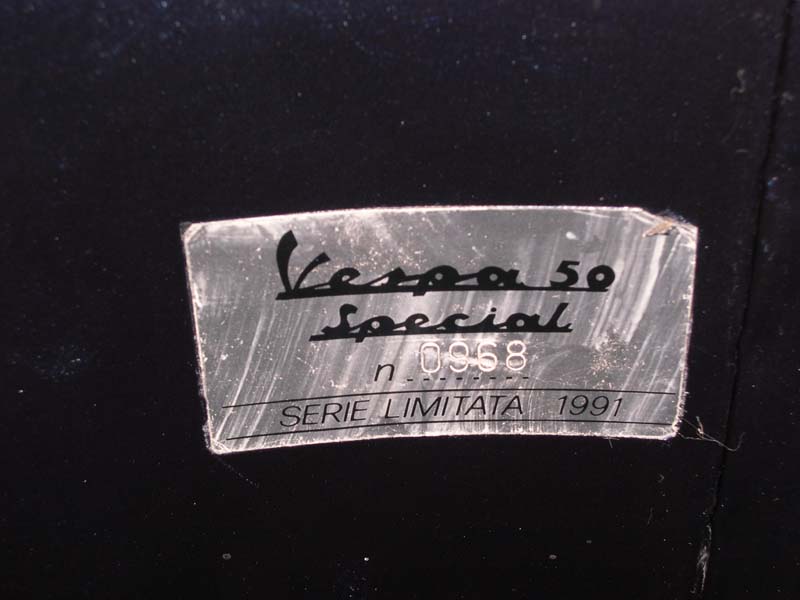 Vespa 50
Special
n 0968
SERIE LIMITATA 1991